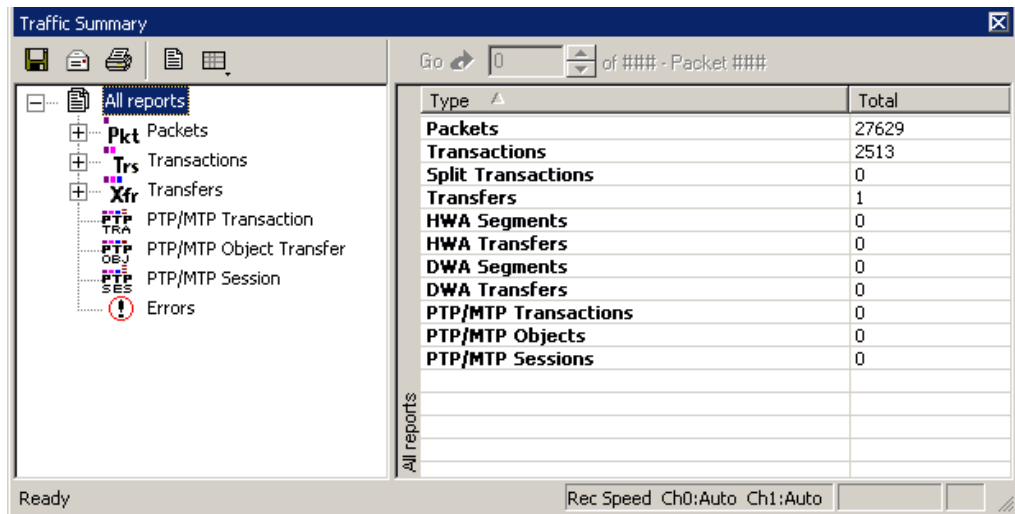 Traffic Summary
Go 0 of ### - Packet ###
All reports
Pkt Packets
Trs Transactions
Xfr Transfers
PTP TRA PTP/MTP Transaction
PTP OBJ PTP/MTP Object Transfer
PTP SES PTP/MTP Session
Errors
Type Total
Packets 27629
Transactions 2513
Split Transactions 0
Transfers 1
HWA Segments 0
HWA Transfers 0
DWA Segments 0
DWA Transfers 0
PTP/MTP Transactions 0
PTP/MTP Objects 0
PTP/MTP Sessions 0
All reports
Ready
Rec Speed Ch0:Auto Ch1:Auto